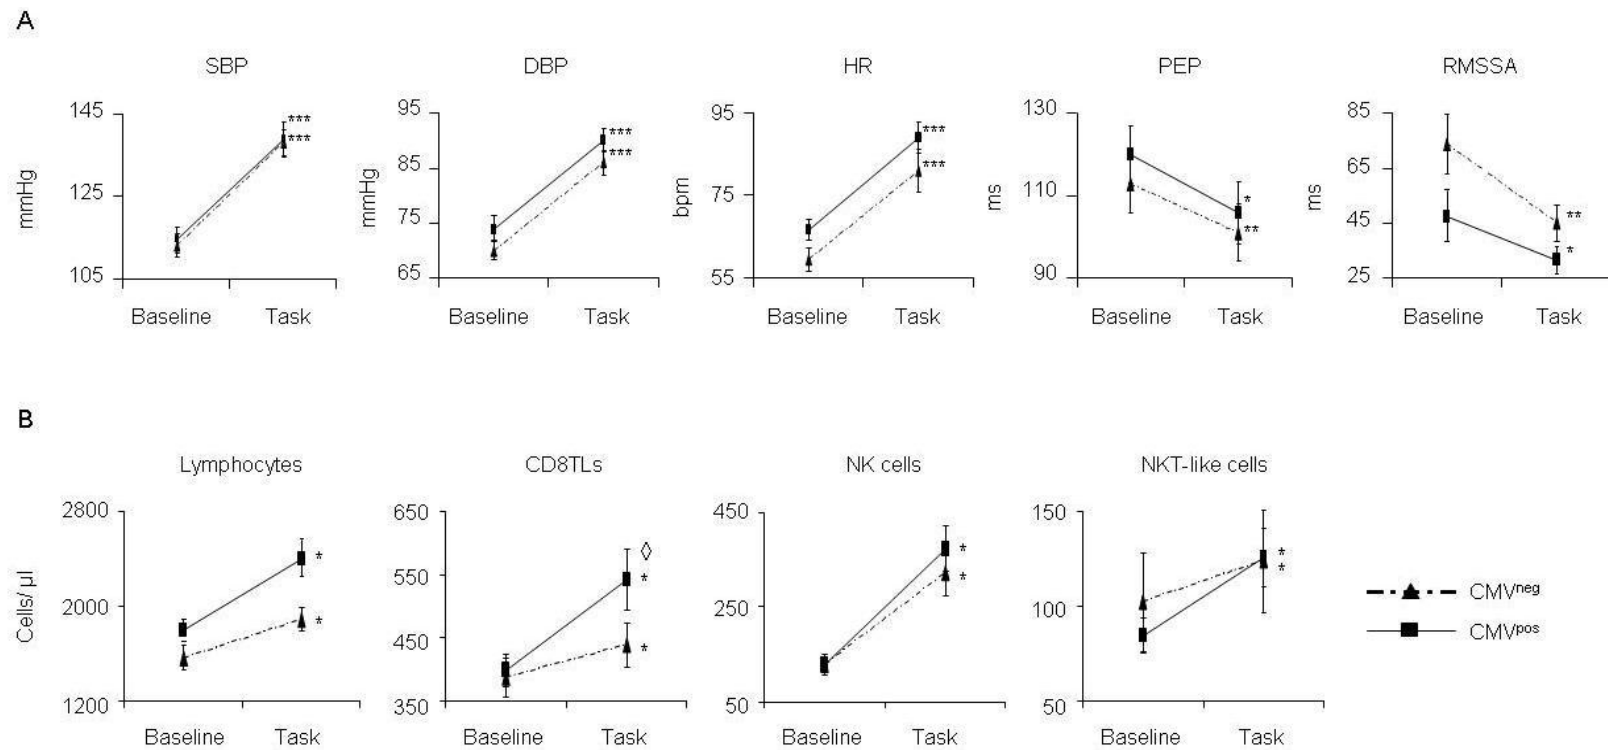 A
SBP DBP HR PEP RMSSA
145 95 95 130 85
125 85 75 110 65
105 75 55 90 45
65 25
mmHg mmHg bpm ms ms
*** *** *** * **
*** *** *** ** *
Baseline Task Baseline Task Baseline Task Baseline Task Baseline Task
B
Lymphocytes CD8TLs NK cells NKT-like cells
2800 650 450 150
2000 550 250 100
1200 450 50 50
350
Cells/ µl
* ◊ * *
* * * *
*
CMVneg
CMVpos
Baseline Task Baseline Task Baseline Task Baseline Task